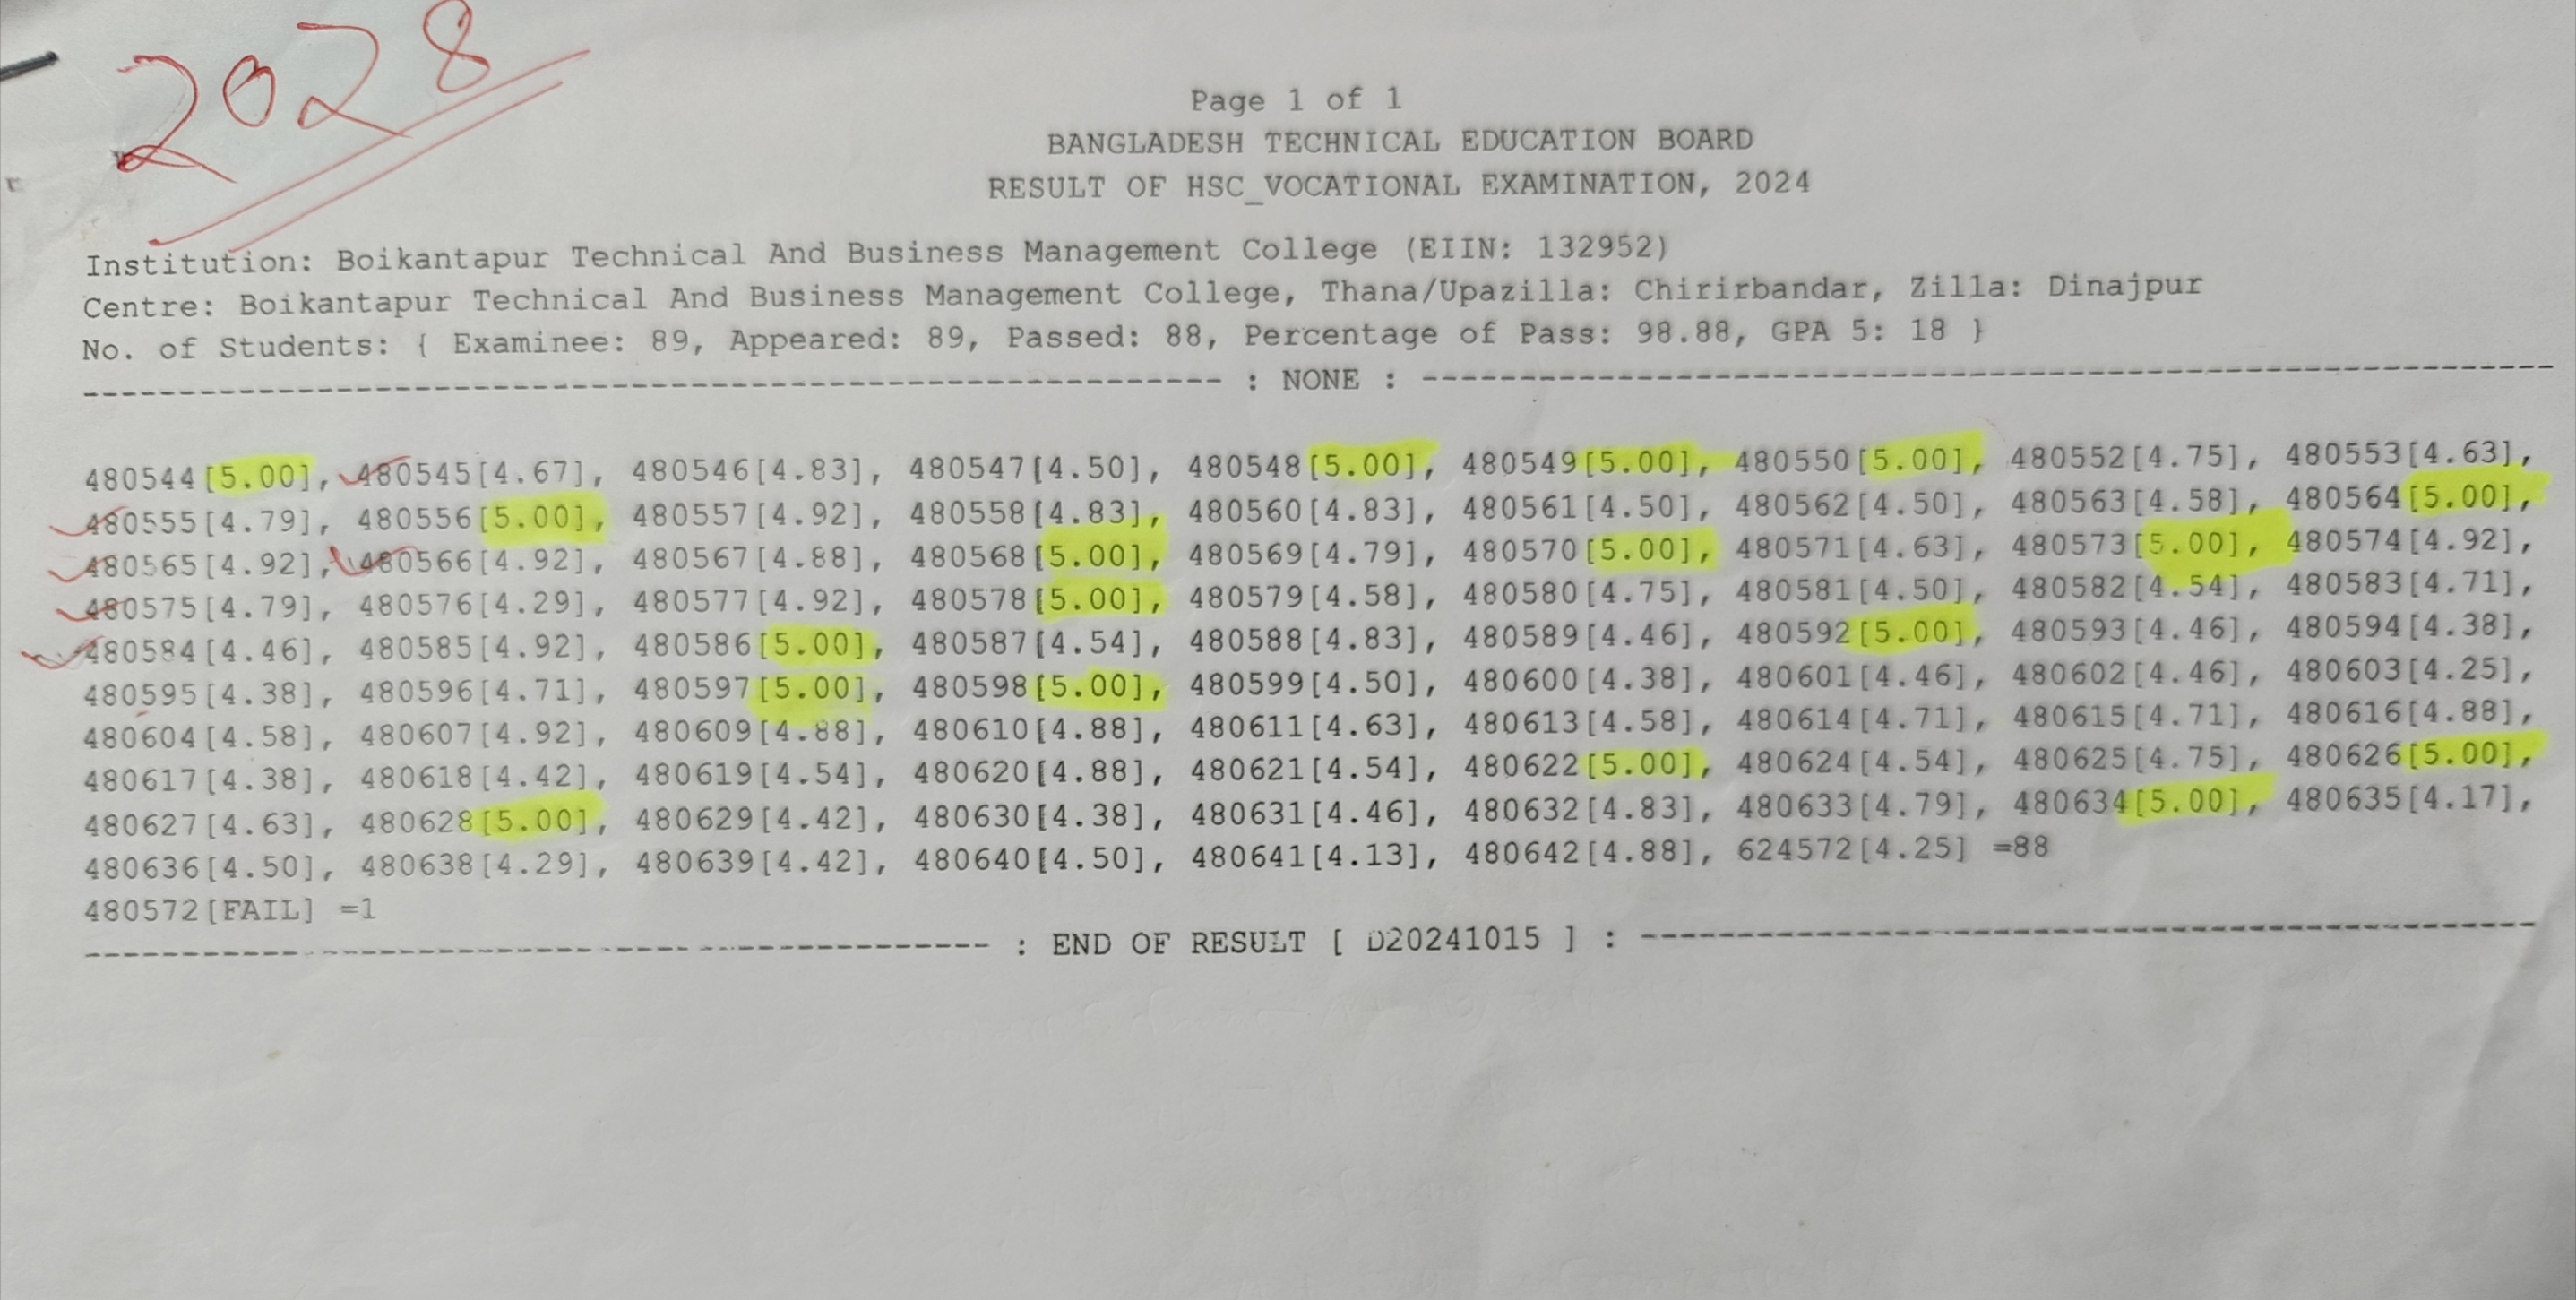 2028
Page 1 of 1
BANGLADESH TECHNICAL EDUCATION BOARD
RESULT OF HSC_VOCATIONAL EXAMINATION, 2024
Institution: Boikantapur Technical And Business Management College (EIIN: 132952)
Centre: Boikantapur Technical And Business Management College, Thana/Upazilla: Chirirbandar, Zilla: Dinajpur
No. of Students: { Examinee: 89, Appeared: 89, Passed: 88, Percentage of Pass: 98.88, GPA 5: 18 }
: NONE :
480544[5.00], 480545[4.67], 480546[4.83], 480547[4.50], 480548[5.00], 480549[5.00], 480550[5.00], 480552[4.75], 480553[4.63],
480555[4.79], 480556[5.00], 480557[4.92], 480558[4.83], 480560[4.83], 480561[4.50], 480562[4.50], 480563[4.58], 480564[5.00],
480565[4.92], 480566[4.92], 480567[4.88], 480568[5.00], 480569[4.79], 480570[5.00], 480571[4.63], 480573[5.00], 480574[4.92],
480575[4.79], 480576[4.29], 480577[4.92], 480578[5.00], 480579[4.58], 480580[4.75], 480581[4.50], 480582[4.54], 480583[4.71],
480584[4.46], 480585[4.92], 480586[5.00], 480587[4.54], 480588[4.83], 480589[4.46], 480592[5.00], 480593[4.46], 480594[4.38],
480595[4.38], 480596[4.71], 480597[5.00], 480598[5.00], 480599[4.50], 480600[4.38], 480601[4.46], 480602[4.46], 480603[4.25],
480604[4.58], 480607[4.92], 480609[4.88], 480610[4.88], 480611[4.63], 480613[4.58], 480614[4.71], 480615[4.71], 480616[4.88],
480617[4.38], 480618[4.42], 480619[4.54], 480620[4.88], 480621[4.54], 480622[5.00], 480624[4.54], 480625[4.75], 480626[5.00],
480627[4.63], 480628[5.00], 480629[4.42], 480630[4.38], 480631[4.46], 480632[4.83], 480633[4.79], 480634[5.00], 480635[4.17],
480636[4.50], 480638[4.29], 480639[4.42], 480640[4.50], 480641[4.13], 480642[4.88], 624572[4.25] =88
480572[FAIL] =1
: END OF RESULT [ D20241015 ] :